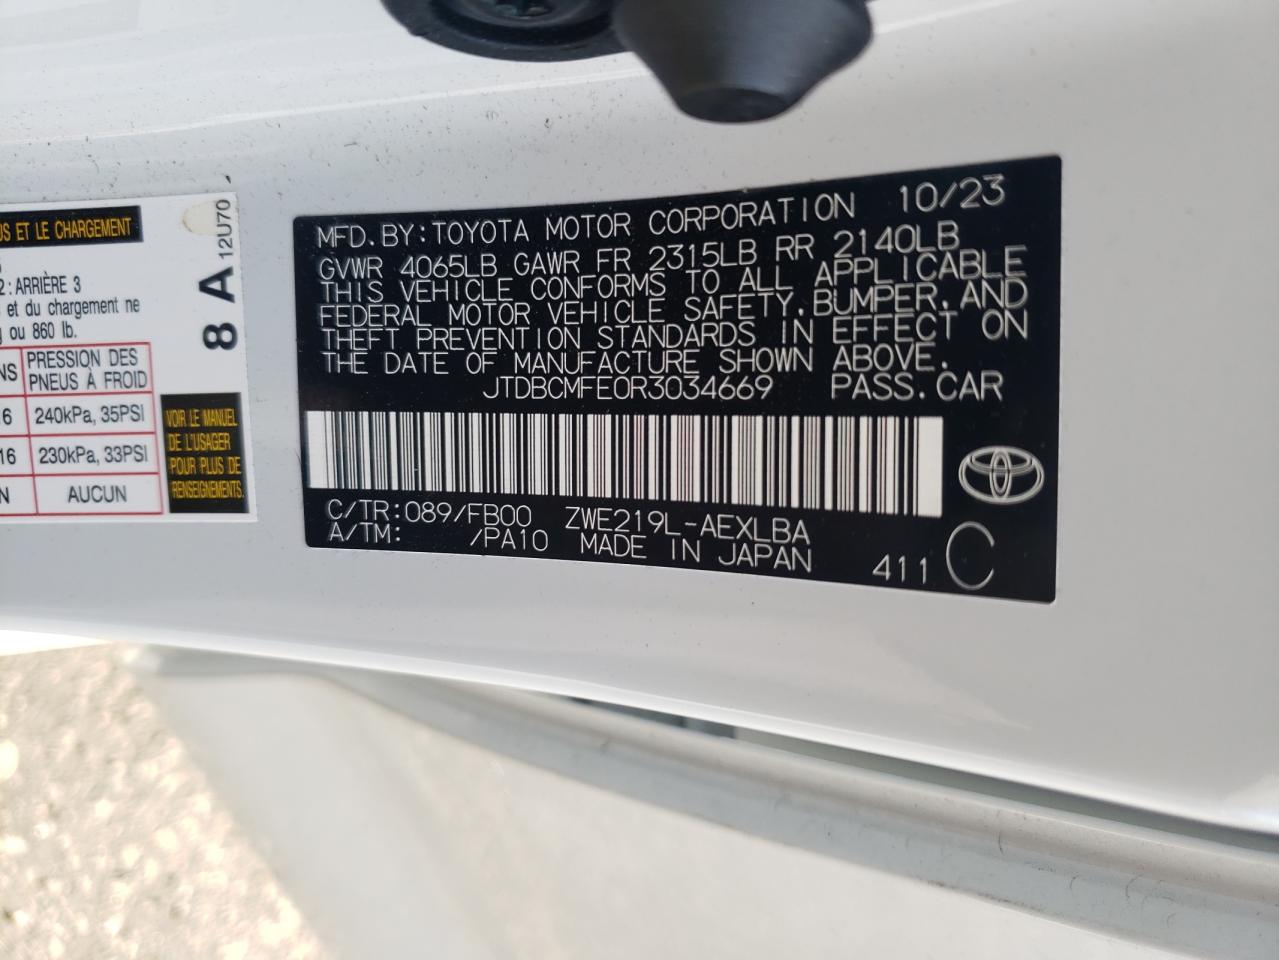 US ET LE CHARGEMENT
2:ARRIÈRE 3
et du chargement ne
ou 860 lb.
NS PRESSION DES
PNEUS À FROID
16 240kPa, 35PSI
16 230kPa, 33PSI
N AUCUN
8 A 12U70
VOIR LE MANUEL
DE L'USAGER
POUR PLUS DE
RENSEIGNEMENTS.
MFD.BY:TOYOTA MOTOR CORPORATION 10/23
GVWR 4065LB GAWR FR 2315LB RR 2140LB
THIS VEHICLE CONFORMS TO ALL APPLICABLE
FEDERAL MOTOR VEHICLE SAFETY,BUMPER,AND
THEFT PREVENTION STANDARDS IN EFFECT ON
THE DATE OF MANUFACTURE SHOWN ABOVE.
JTDBCMFE0R3034669 PASS.CAR
C/TR:089/FB00 ZWE219L-AEXLBA
A/TM: /PA10 MADE IN JAPAN 411 C